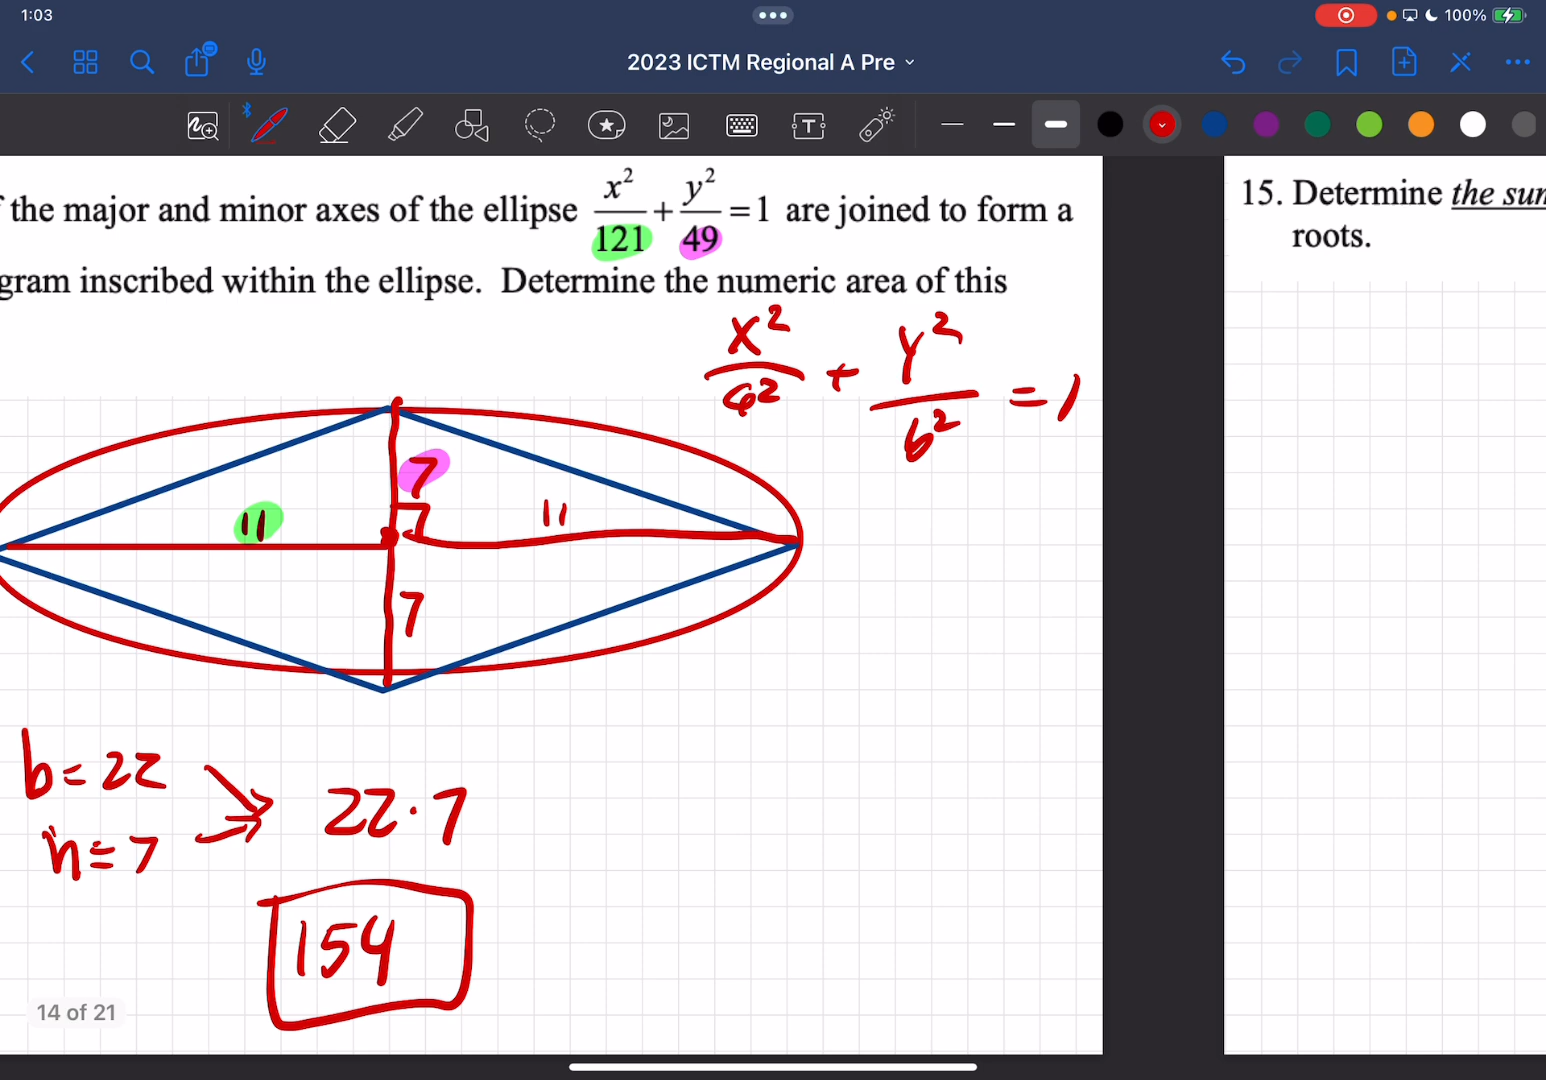 1:03
100%
2023 ICTM Regional A Pre
the major and minor axes of the ellipse x²/121 + y²/49 = 1 are joined to form a
gram inscribed within the ellipse. Determine the numeric area of this
x²/a² + y²/b² = 1
7
11
11
7
b = 22
h = 7
22 · 7
154
14 of 21
15. Determine the sum
roots.